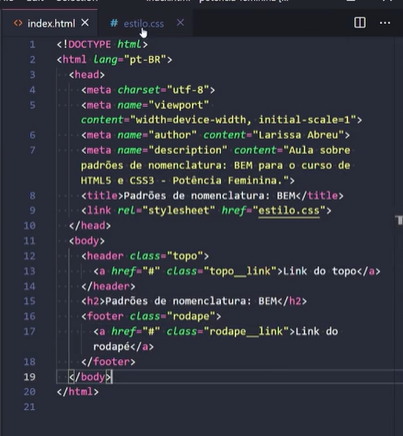 index.html × # estilo.css ×
1 <!DOCTYPE html>
2 <html lang="pt-BR">
3 <head>
4 <meta charset="utf-8">
5 <meta name="viewport"
content="width=device-width, initial-scale=1">
6 <meta name="author" content="Larissa Abreu">
7 <meta name="description" content="Aula sobre
padrões de nomenclatura: BEM para o curso de
HTML5 e CSS3 - Potência Feminina.">
8 <title>Padrões de nomenclatura: BEM</title>
9 <link rel="stylesheet" href="estilo.css">
10 </head>
11 <body>
12 <header class="topo">
13 <a href="#" class="topo__link">Link do topo</a>
14 </header>
15 <h2>Padrões de nomenclatura: BEM</h2>
16 <footer class="rodape">
17 <a href="#" class="rodape__link">Link do
rodapé</a>
18 </footer>
19 </body>
20 </html>
21